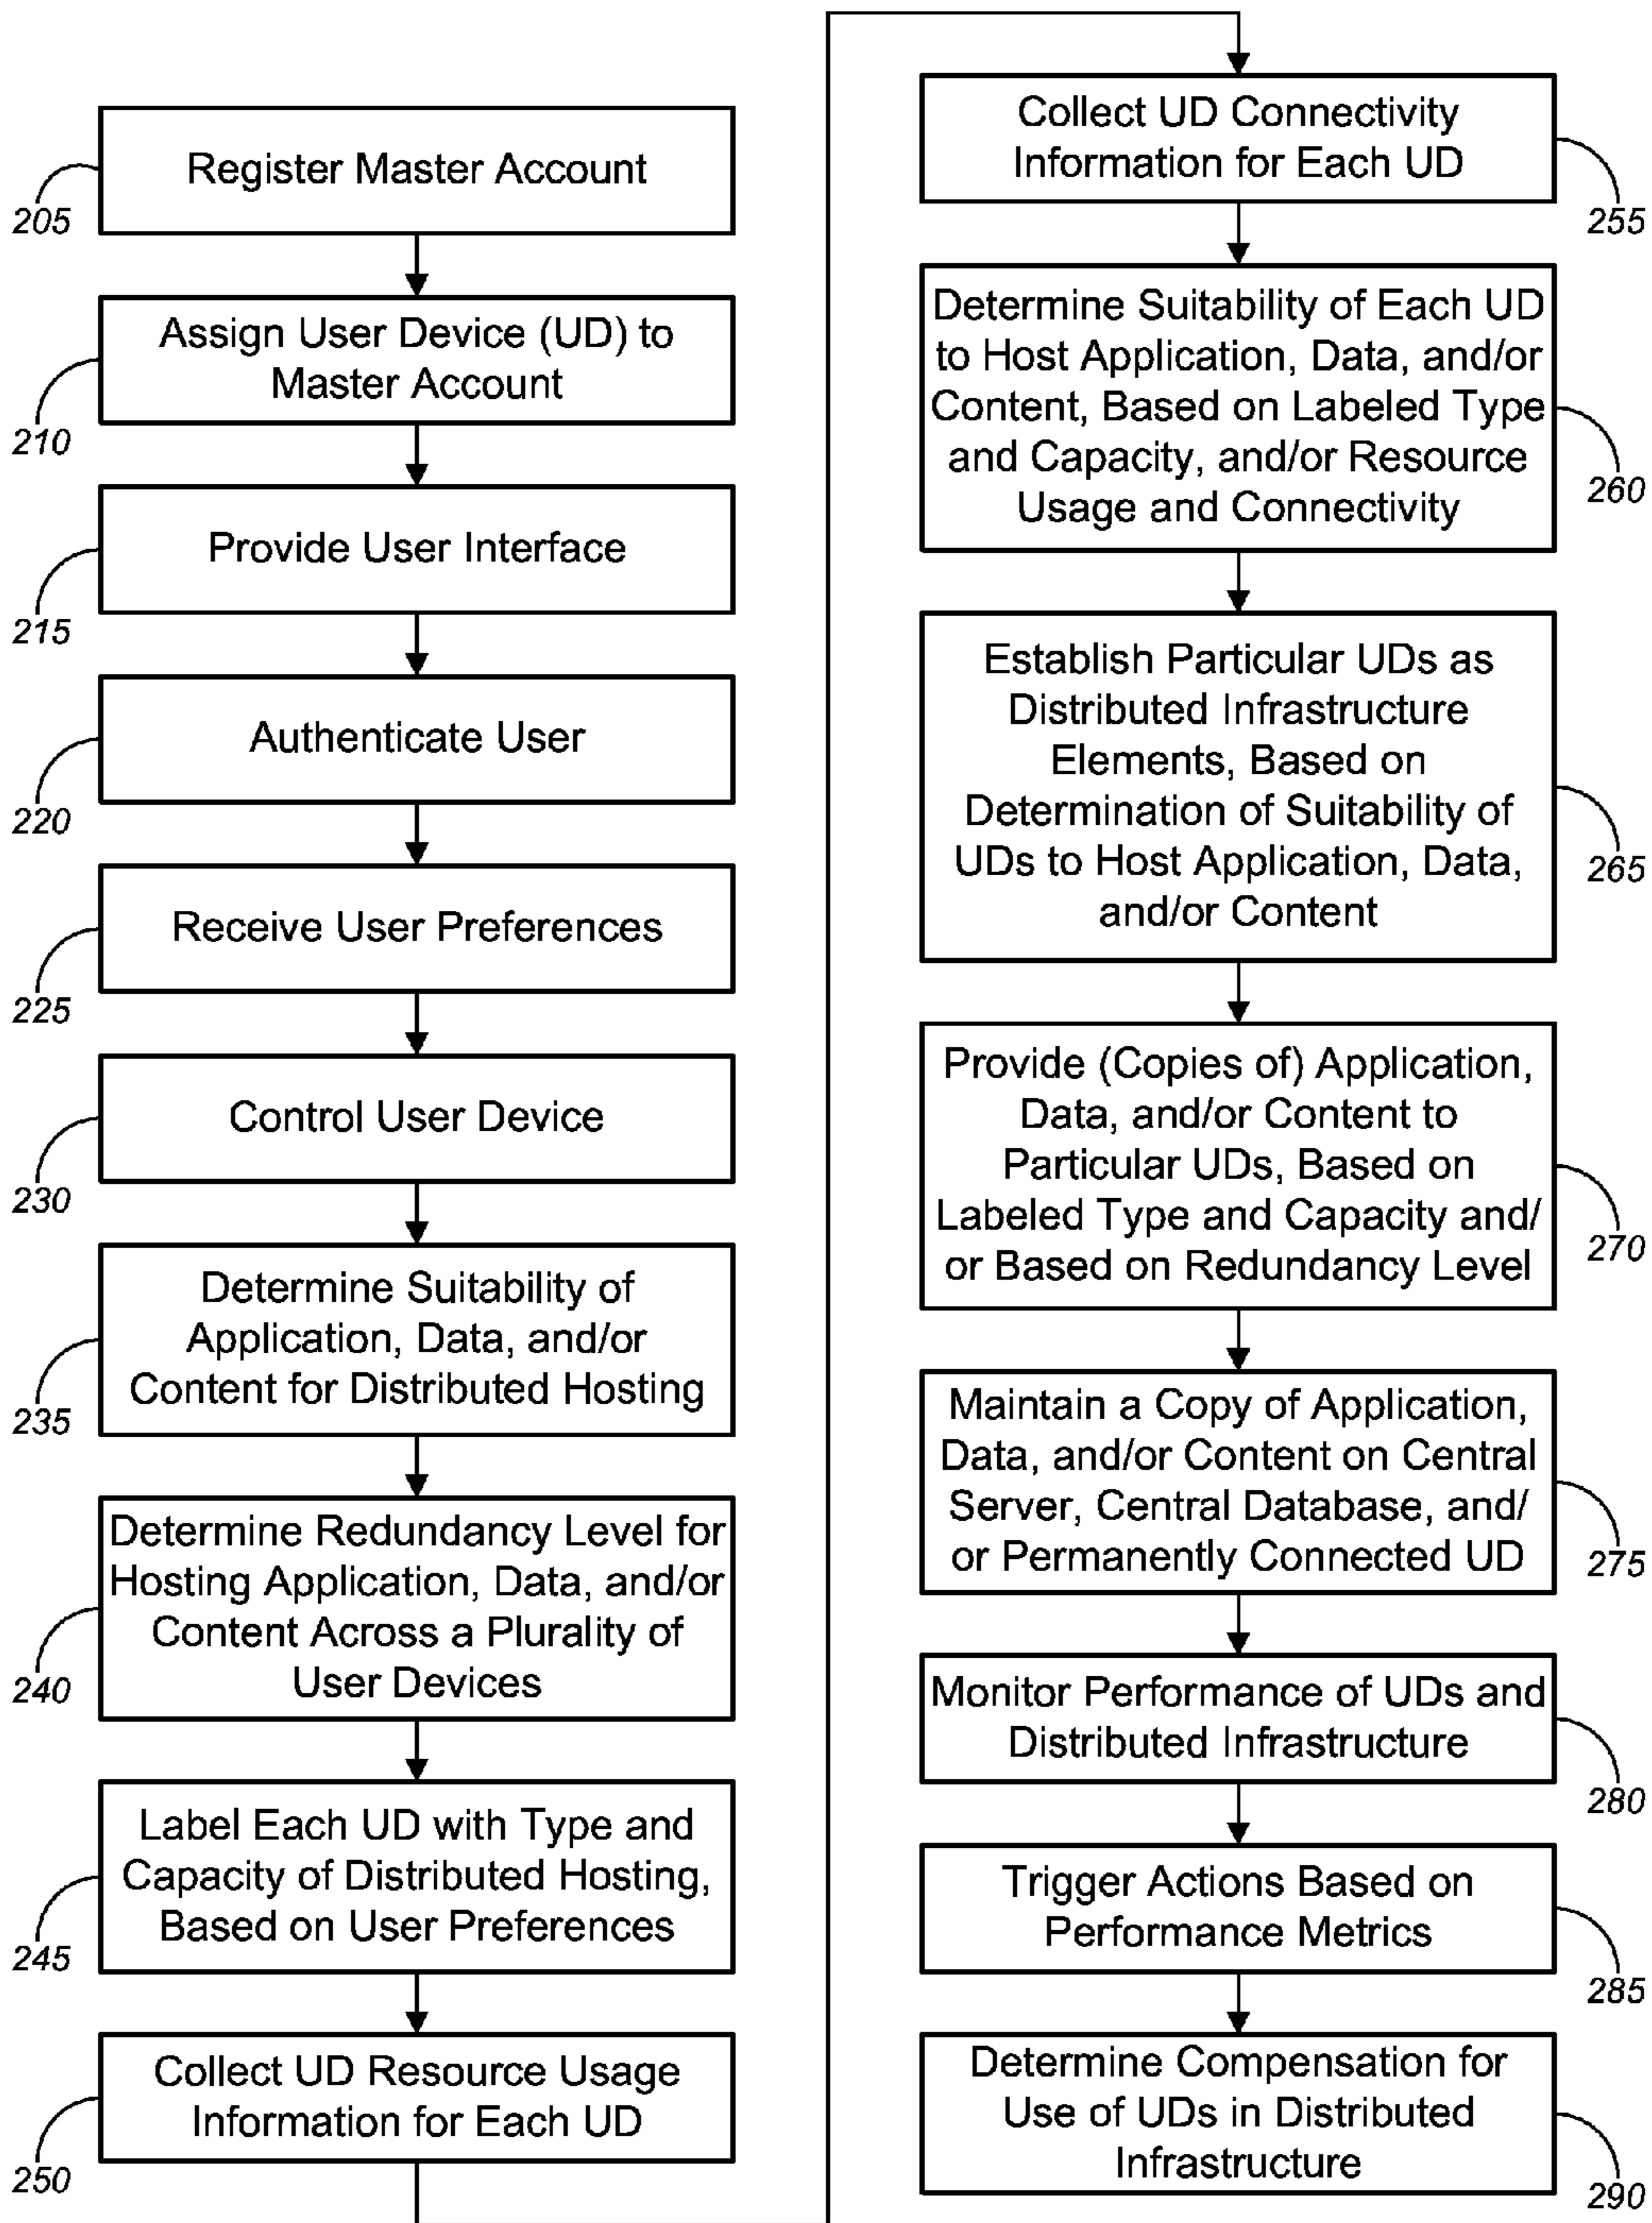 Register Master Account
205
Assign User Device (UD) to
Master Account
210
Provide User Interface
215
Authenticate User
220
Receive User Preferences
225
Control User Device
230
Determine Suitability of
Application, Data, and/or
Content for Distributed Hosting
235
Determine Redundancy Level for
Hosting Application, Data, and/or
Content Across a Plurality of
User Devices
240
Label Each UD with Type and
Capacity of Distributed Hosting,
Based on User Preferences
245
Collect UD Resource Usage
Information for Each UD
250
Collect UD Connectivity
Information for Each UD
255
Determine Suitability of Each UD
to Host Application, Data, and/or
Content, Based on Labeled Type
and Capacity, and/or Resource
Usage and Connectivity
260
Establish Particular UDs as
Distributed Infrastructure
Elements, Based on
Determination of Suitability of
UDs to Host Application, Data,
and/or Content
265
Provide (Copies of) Application,
Data, and/or Content to
Particular UDs, Based on
Labeled Type and Capacity and/
or Based on Redundancy Level
270
Maintain a Copy of Application,
Data, and/or Content on Central
Server, Central Database, and/
or Permanently Connected UD
275
Monitor Performance of UDs and
Distributed Infrastructure
280
Trigger Actions Based on
Performance Metrics
285
Determine Compensation for
Use of UDs in Distributed
Infrastructure
290